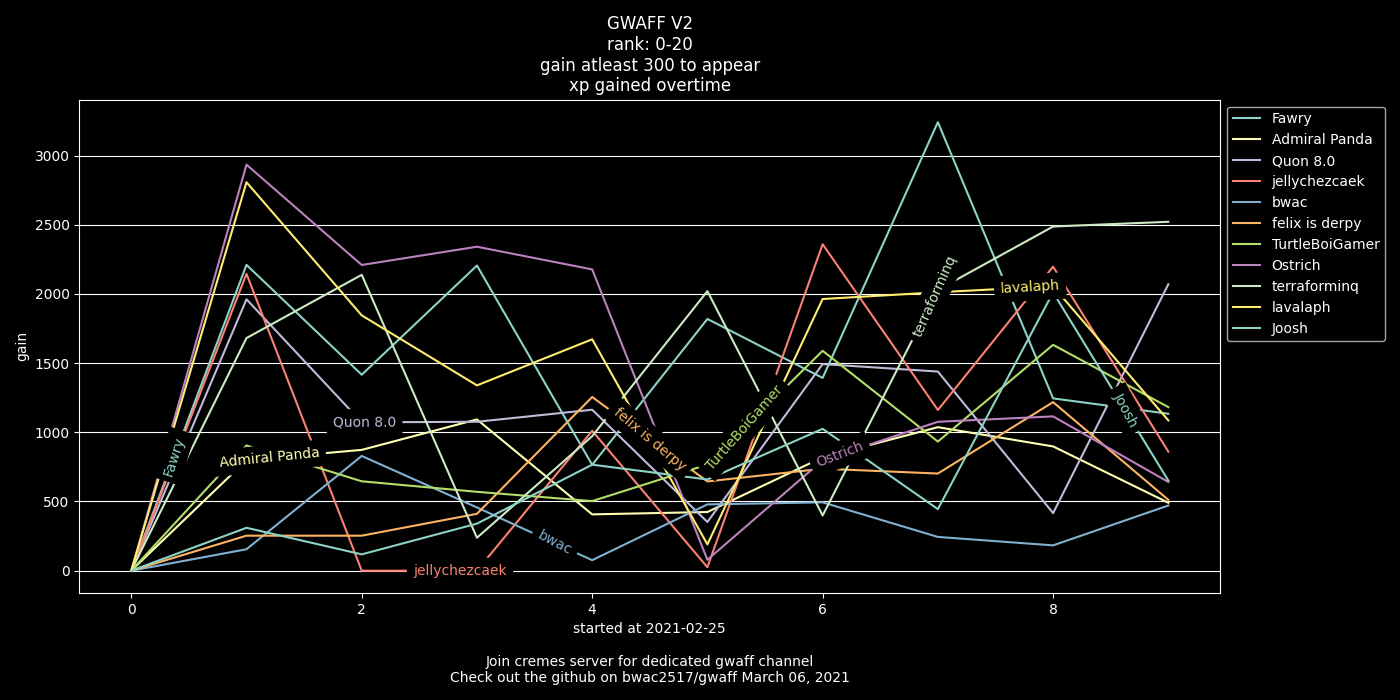 GWAFF V2
rank: 0-20
gain atleast 300 to appear
xp gained overtime
gain
3000
2500
2000
1500
1000
500
0
Fawry
Admiral Panda
Quon 8.0
jellychezcaek
bwac
felix is derpy
TurtleBoiGamer
Ostrich
terraforminq
lavalaph
Joosh
0
2
4
6
8
started at 2021-02-25
Fawry
Admiral Panda
Quon 8.0
jellychezcaek
bwac
felix is derpy
TurtleBoiGamer
Ostrich
terraforminq
lavalaph
Joosh
Join cremes server for dedicated gwaff channel
Check out the github on bwac2517/gwaff March 06, 2021